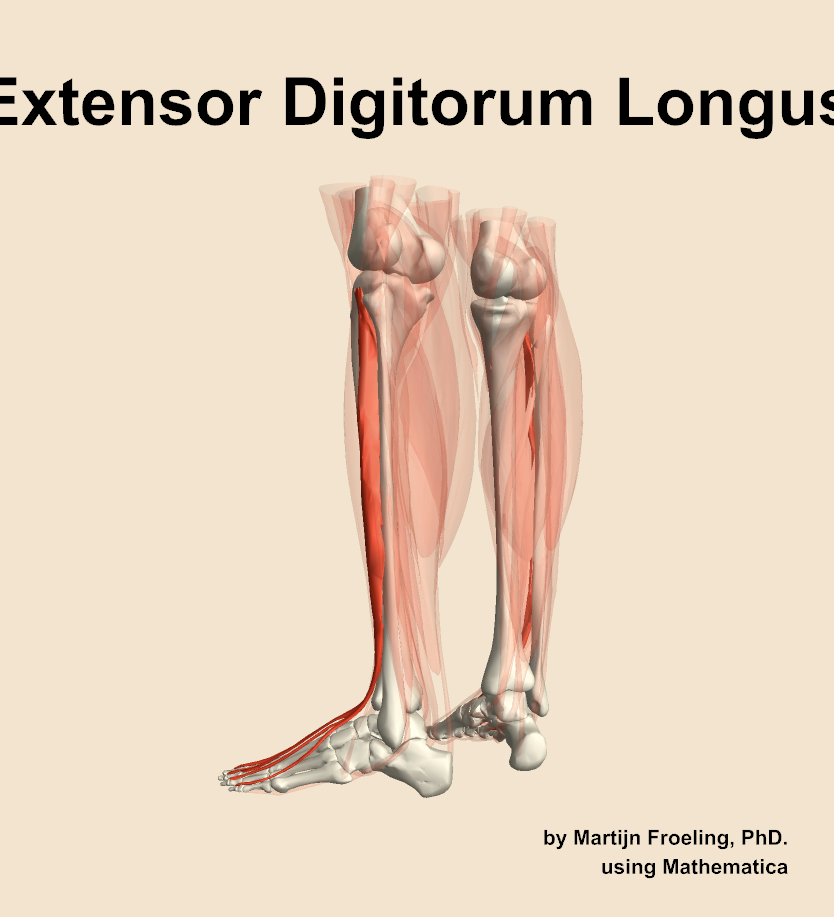 Extensor Digitorum Longus
by Martijn Froeling, PhD.
using Mathematica